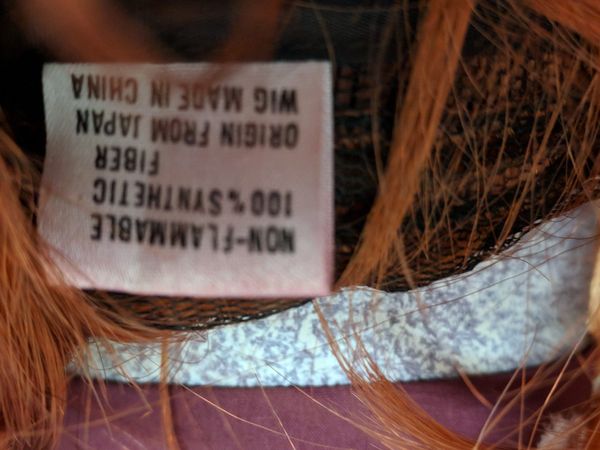 NON-FLAMMABLE
100%SYNTHETIC
FIBER
ORIGIN FROM JAPAN
WIG MADE IN CHINA